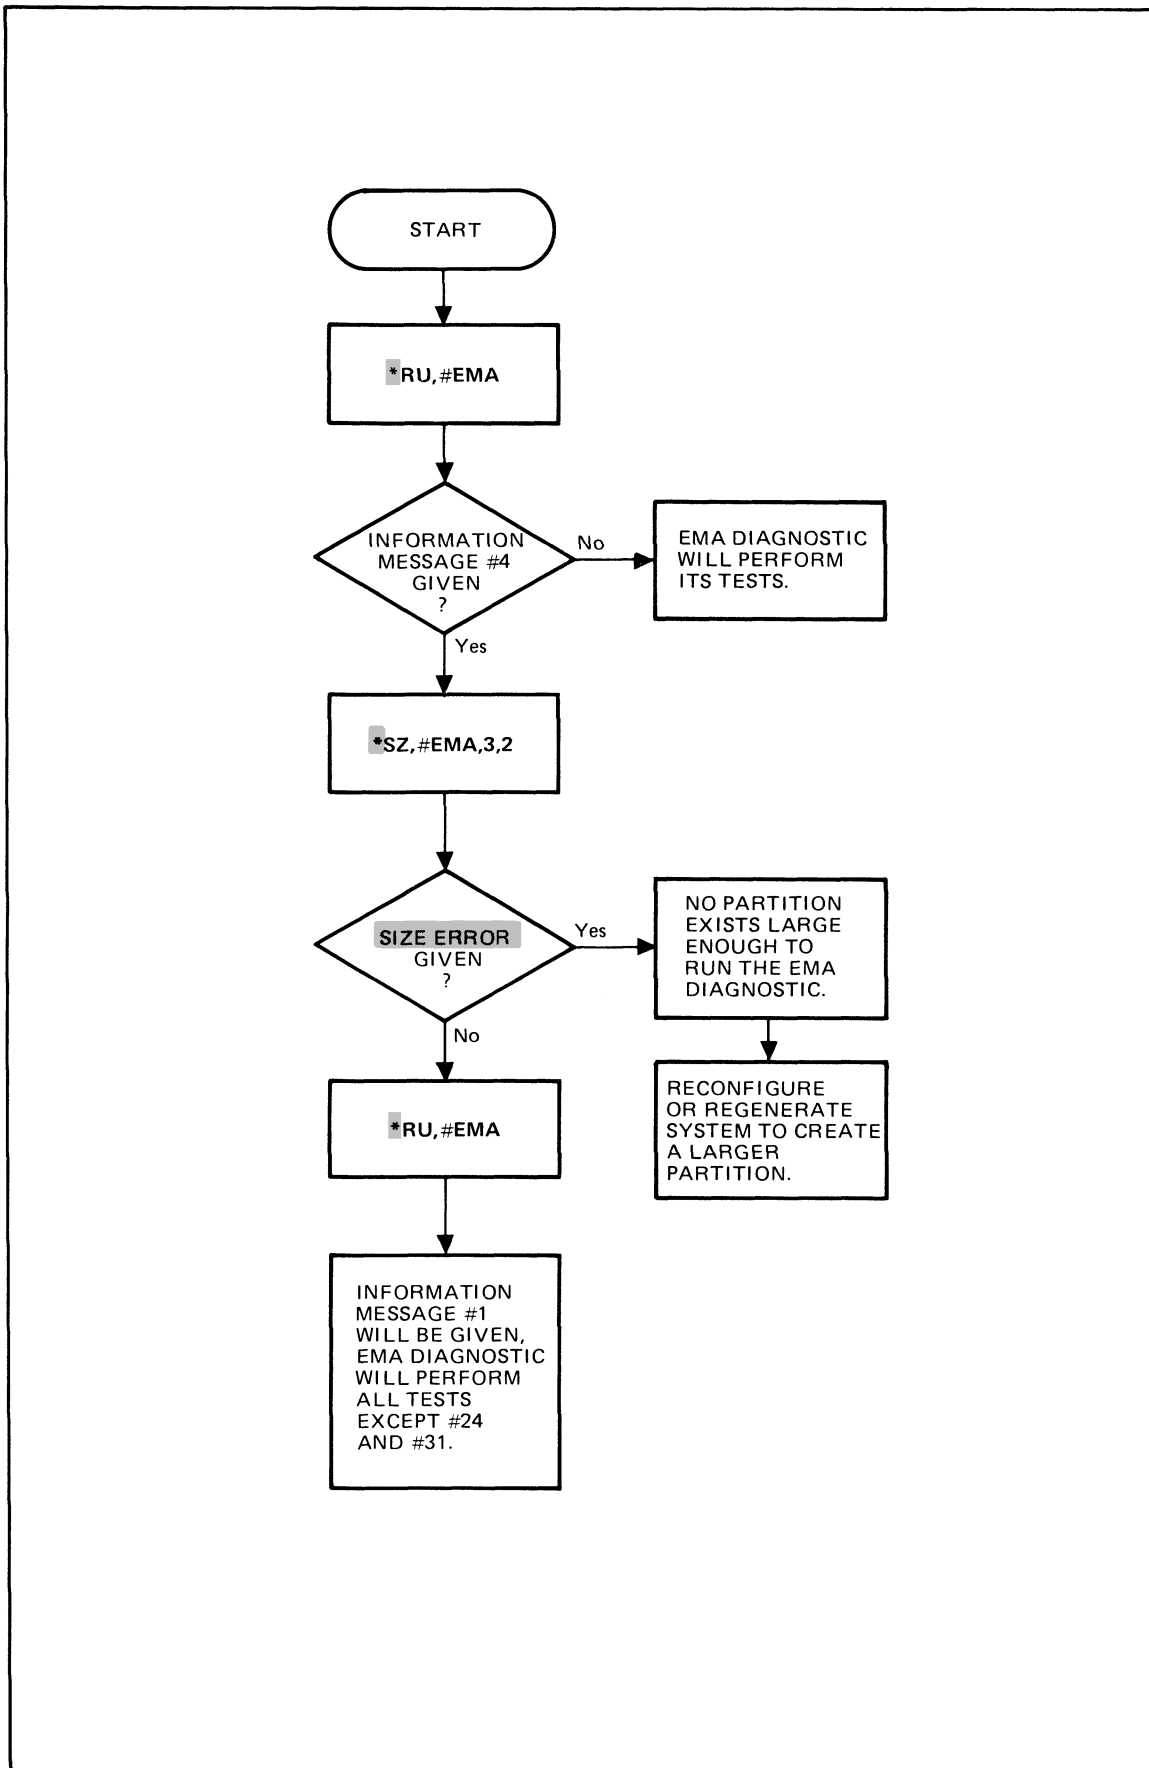 START
*RU,#EMA
INFORMATION
MESSAGE #4
GIVEN
?
No
EMA DIAGNOSTIC
WILL PERFORM
ITS TESTS.
Yes
*SZ,#EMA,3,2
SIZE ERROR
GIVEN
?
Yes
NO PARTITION
EXISTS LARGE
ENOUGH TO
RUN THE EMA
DIAGNOSTIC.
No
RECONFIGURE
OR REGENERATE
SYSTEM TO CREATE
A LARGER
PARTITION.
*RU,#EMA
INFORMATION
MESSAGE #1
WILL BE GIVEN,
EMA DIAGNOSTIC
WILL PERFORM
ALL TESTS
EXCEPT #24
AND #31.